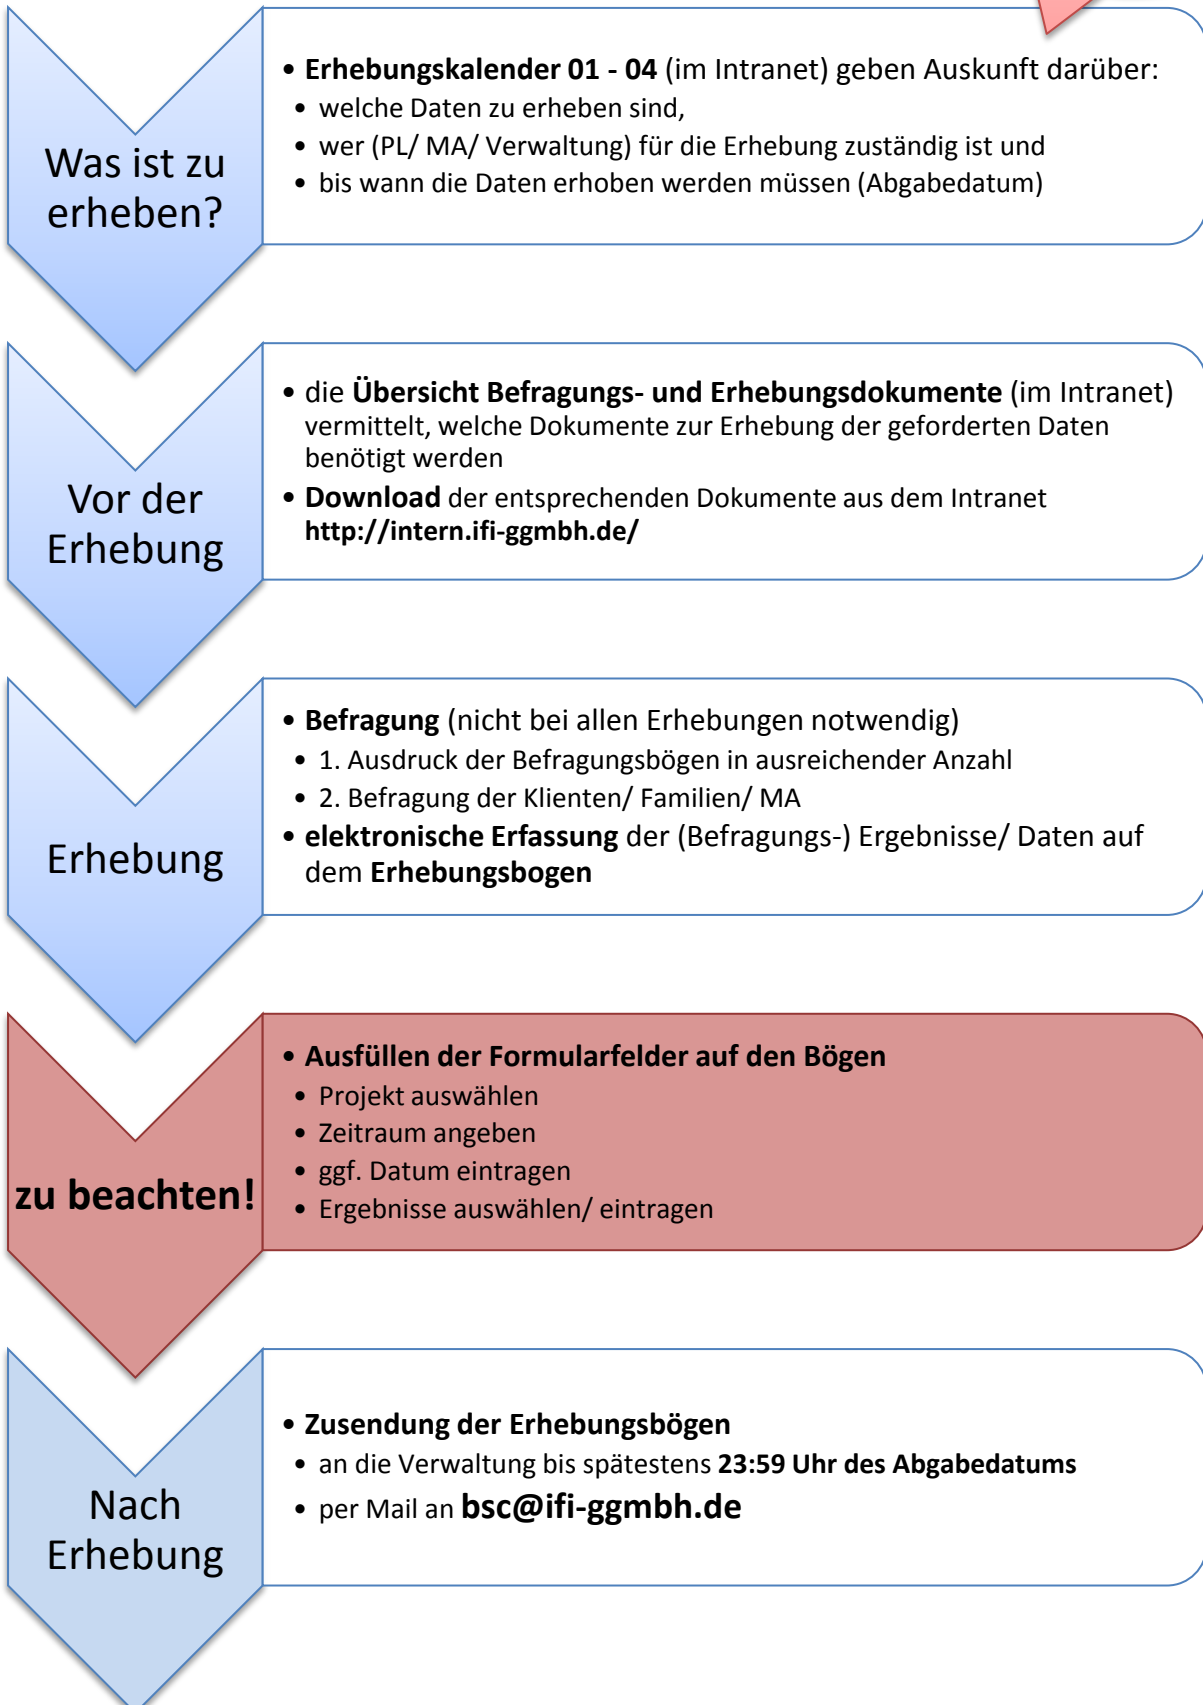 Was ist zu
erheben?
• Erhebungskalender 01 - 04 (im Intranet) geben Auskunft darüber:
• welche Daten zu erheben sind,
• wer (PL/ MA/ Verwaltung) für die Erhebung zuständig ist und
• bis wann die Daten erhoben werden müssen (Abgabedatum)
Vor der
Erhebung
• die Übersicht Befragungs- und Erhebungsdokumente (im Intranet)
vermittelt, welche Dokumente zur Erhebung der geforderten Daten
benötigt werden
• Download der entsprechenden Dokumente aus dem Intranet
http://intern.ifi-ggmbh.de/
Erhebung
• Befragung (nicht bei allen Erhebungen notwendig)
• 1. Ausdruck der Befragungsbögen in ausreichender Anzahl
• 2. Befragung der Klienten/ Familien/ MA
• elektronische Erfassung der (Befragungs-) Ergebnisse/ Daten auf
dem Erhebungsbogen
zu beachten!
• Ausfüllen der Formularfelder auf den Bögen
• Projekt auswählen
• Zeitraum angeben
• ggf. Datum eintragen
• Ergebnisse auswählen/ eintragen
Nach
Erhebung
• Zusendung der Erhebungsbögen
• an die Verwaltung bis spätestens 23:59 Uhr des Abgabedatums
• per Mail an bsc@ifi-ggmbh.de